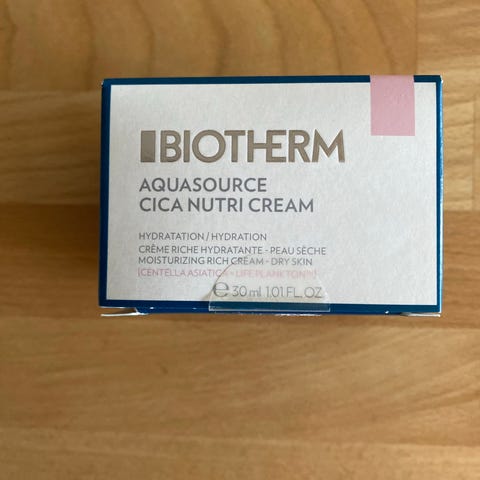 BIOTHERM
AQUASOURCE
CICA NUTRI CREAM
HYDRATATION / HYDRATION
CRÈME RICHE HYDRATANTE - PEAU SÈCHE
MOISTURIZING RICH CREAM - DRY SKIN
[CENTELLA ASIATICA + LIFE PLANKTON™]
℮ 30 ml 1.01 FL. OZ.